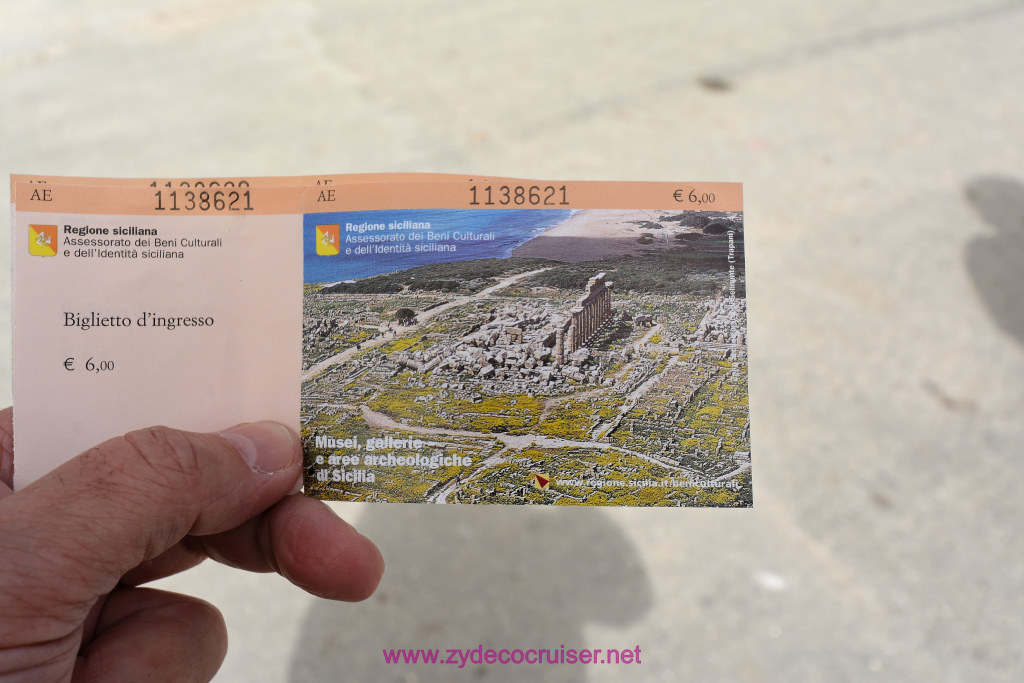 AE
1138621
Regione siciliana
Assessorato dei Beni Culturali
e dell'Identità siciliana
Biglietto d'ingresso
€ 6,00
AE
1138621
€ 6,00
Regione siciliana
Assessorato dei Beni Culturali
e dell'Identità siciliana
Selinunte (Trapani)
Musei, gallerie
e aree archeologiche
di Sicilia
www.regione.sicilia.it/beniculturali
www.zydecocruiser.net